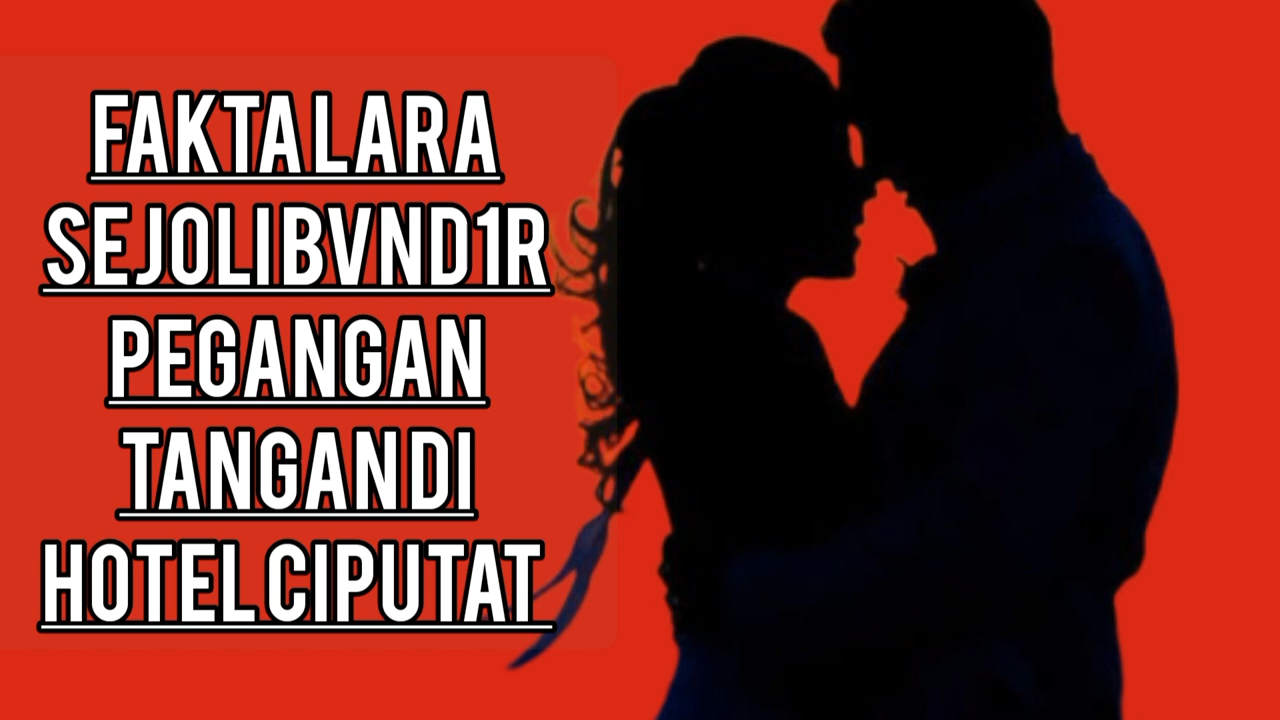 FAKTA LARA
SEJOLI BVND1R
PEGANGAN
TANGAN DI
HOTEL CIPUTAT